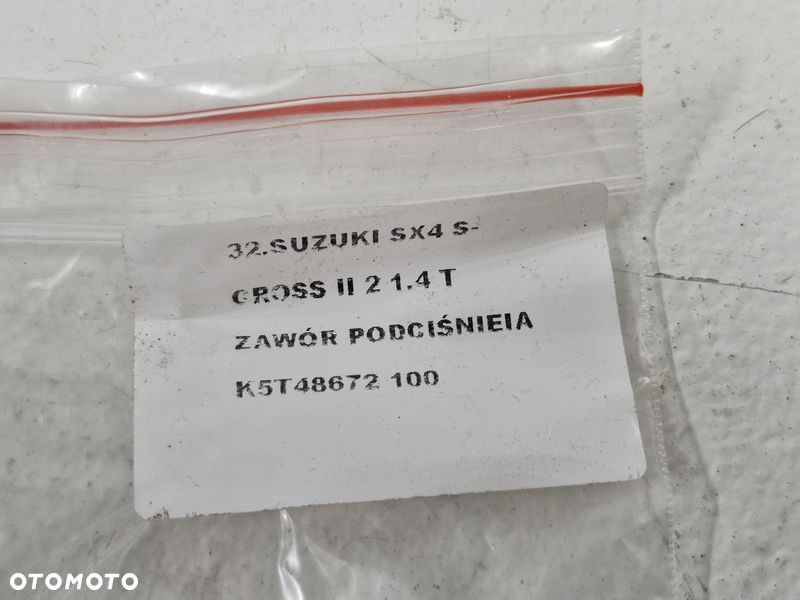 32.SUZUKI SX4 S-
CROSS II 2 1.4 T
ZAWÓR PODCIŚNIEIA
K5T48672 100
OTOMOTO